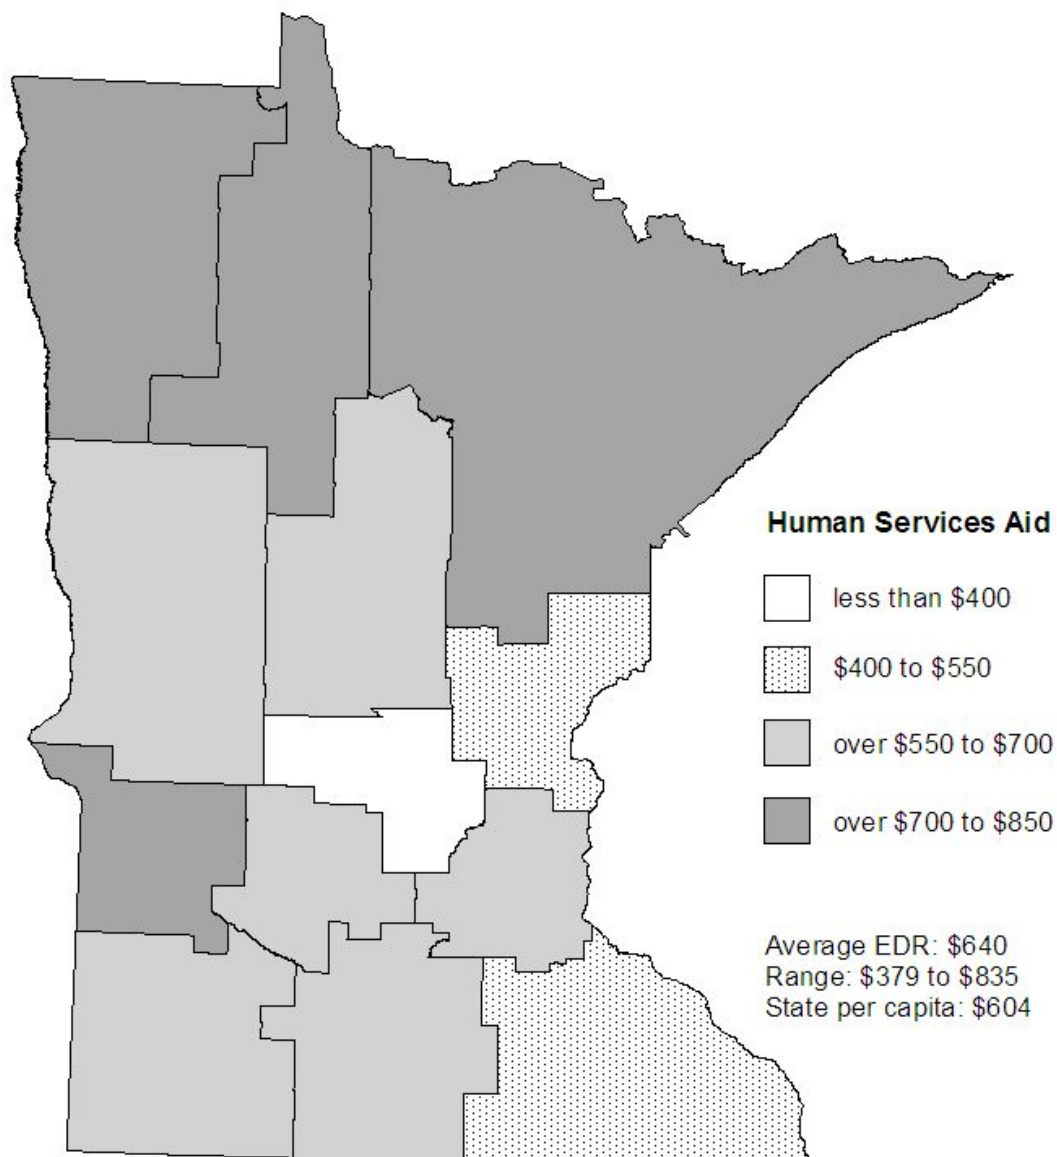 Human Services Aid
less than $400
$400 to $550
over $550 to $700
over $700 to $850
Average EDR: $640
Range: $379 to $835
State per capita: $604